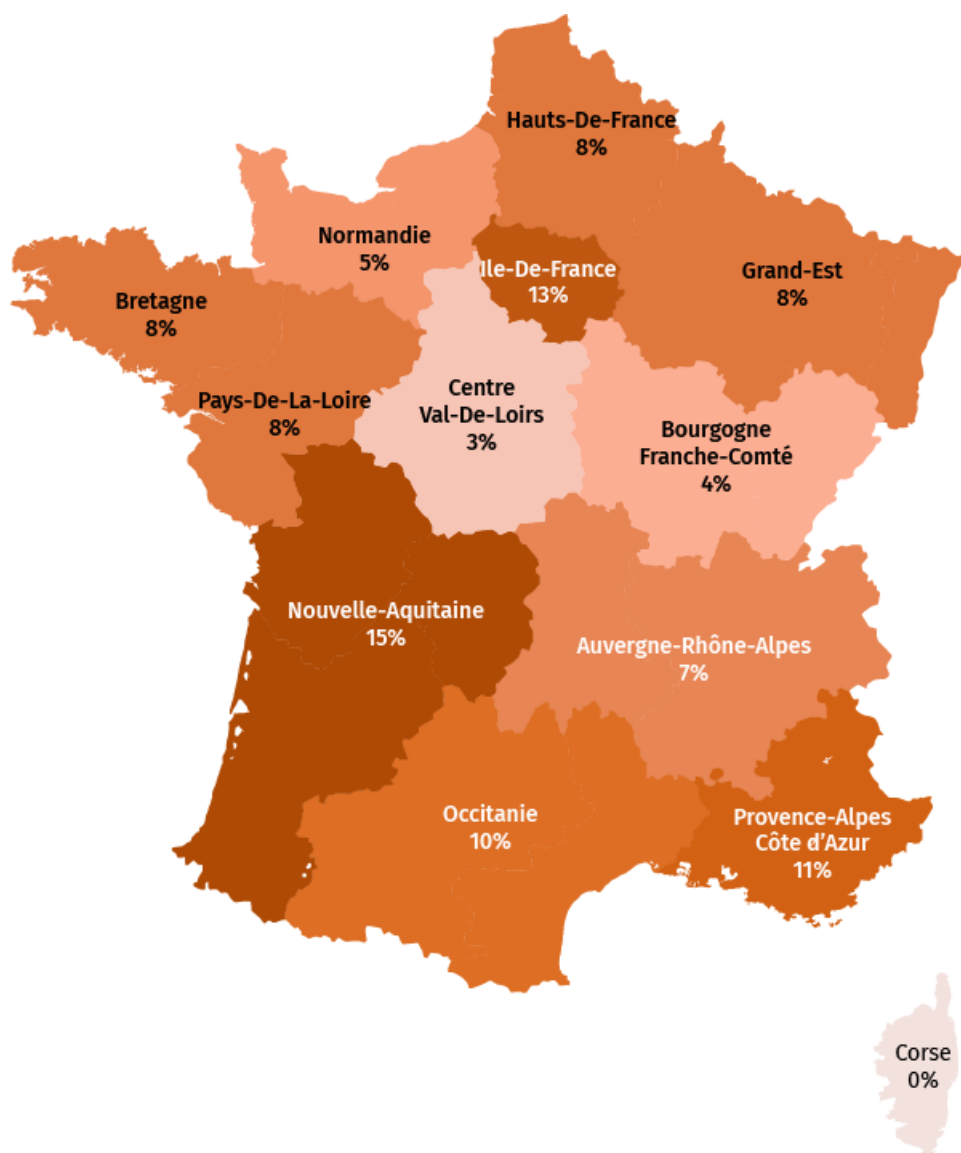 Hauts-De-France
8%
Normandie
5%
Ile-De-France
13%
Grand-Est
8%
Bretagne
8%
Pays-De-La-Loire
8%
Centre
Val-De-Loirs
3%
Bourgogne
Franche-Comté
4%
Nouvelle-Aquitaine
15%
Auvergne-Rhône-Alpes
7%
Occitanie
10%
Provence-Alpes
Côte d’Azur
11%
Corse
0%